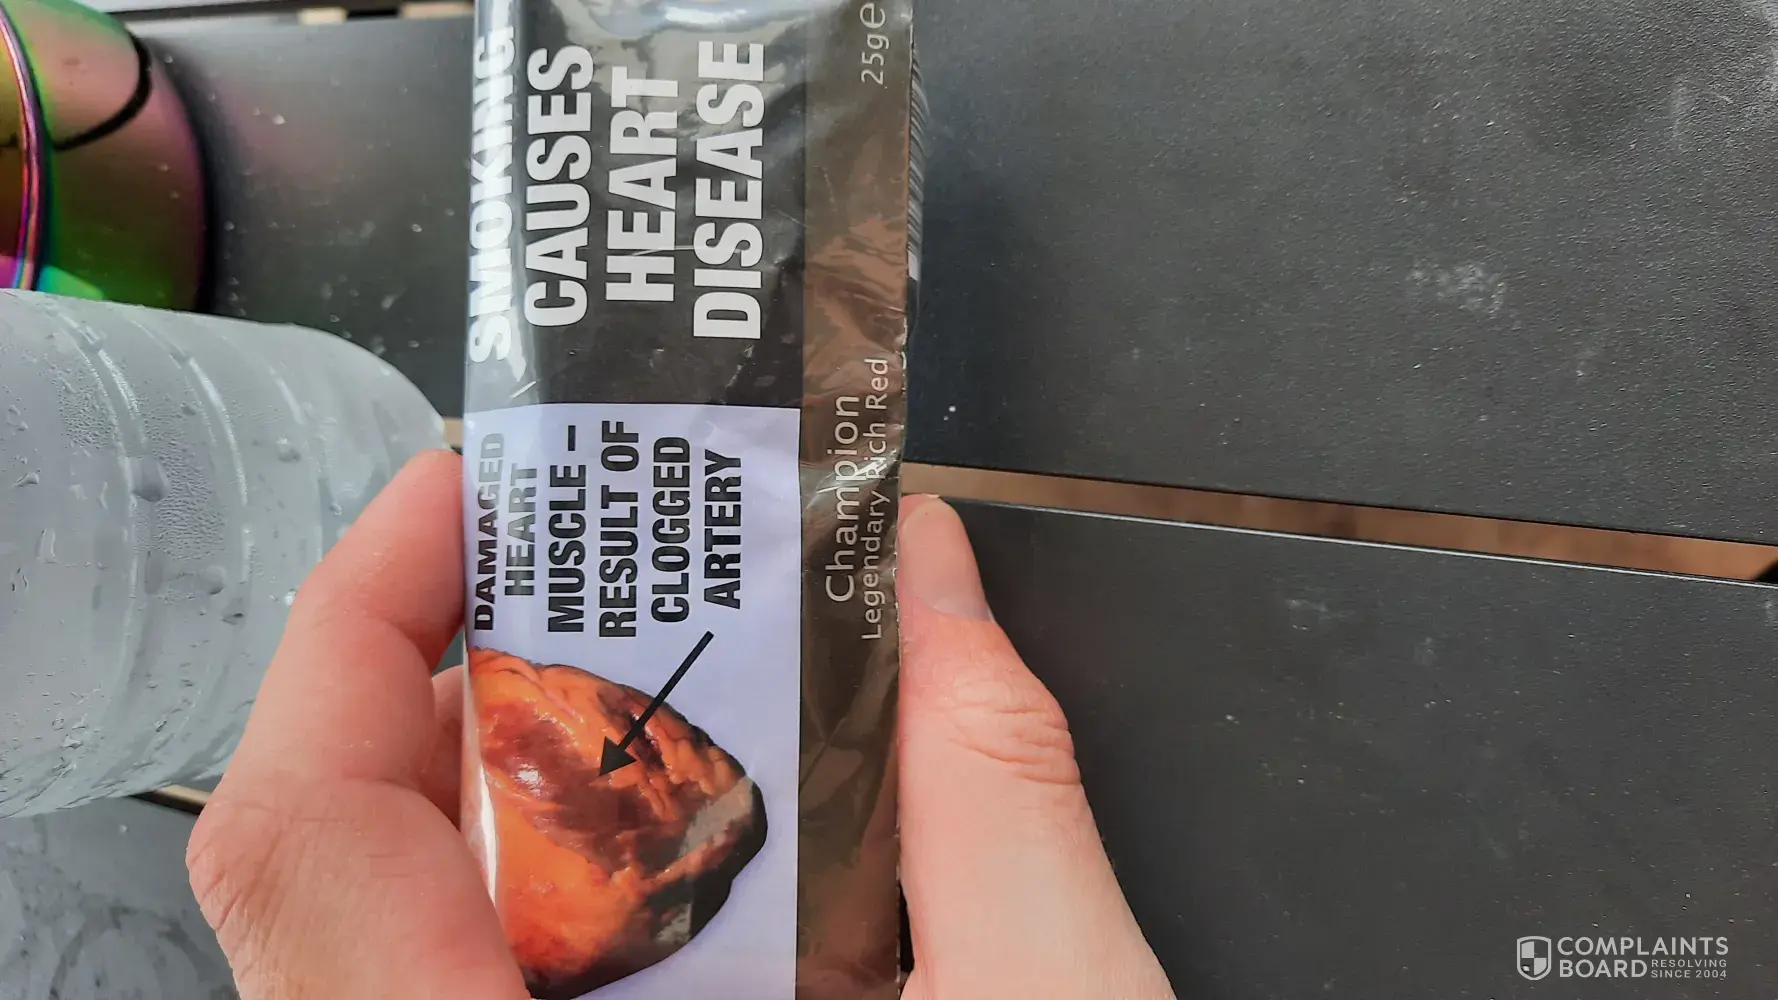 SMOKING
CAUSES
HEART
DISEASE
DAMAGED
HEART
MUSCLE –
RESULT OF
CLOGGED
ARTERY
Champion
Legendary Rich Red
25g e
COMPLAINTS
BOARD RESOLVING
SINCE 2004